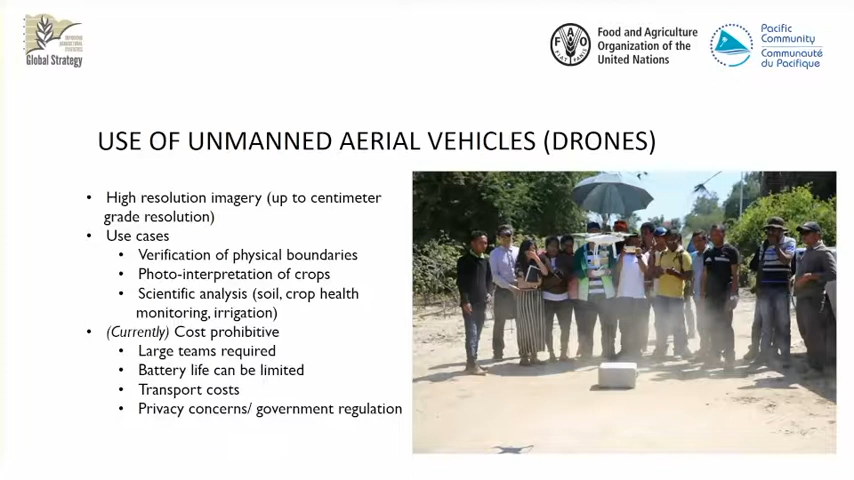 Global Strategy
Food and Agriculture
Organization of the
United Nations
Pacific
Community
Communauté
du Pacifique
USE OF UNMANNED AERIAL VEHICLES (DRONES)
• High resolution imagery (up to centimeter
grade resolution)
• Use cases
• Verification of physical boundaries
• Photo-interpretation of crops
• Scientific analysis (soil, crop health
monitoring, irrigation)
• (Currently) Cost prohibitive
• Large teams required
• Battery life can be limited
• Transport costs
• Privacy concerns/ government regulation